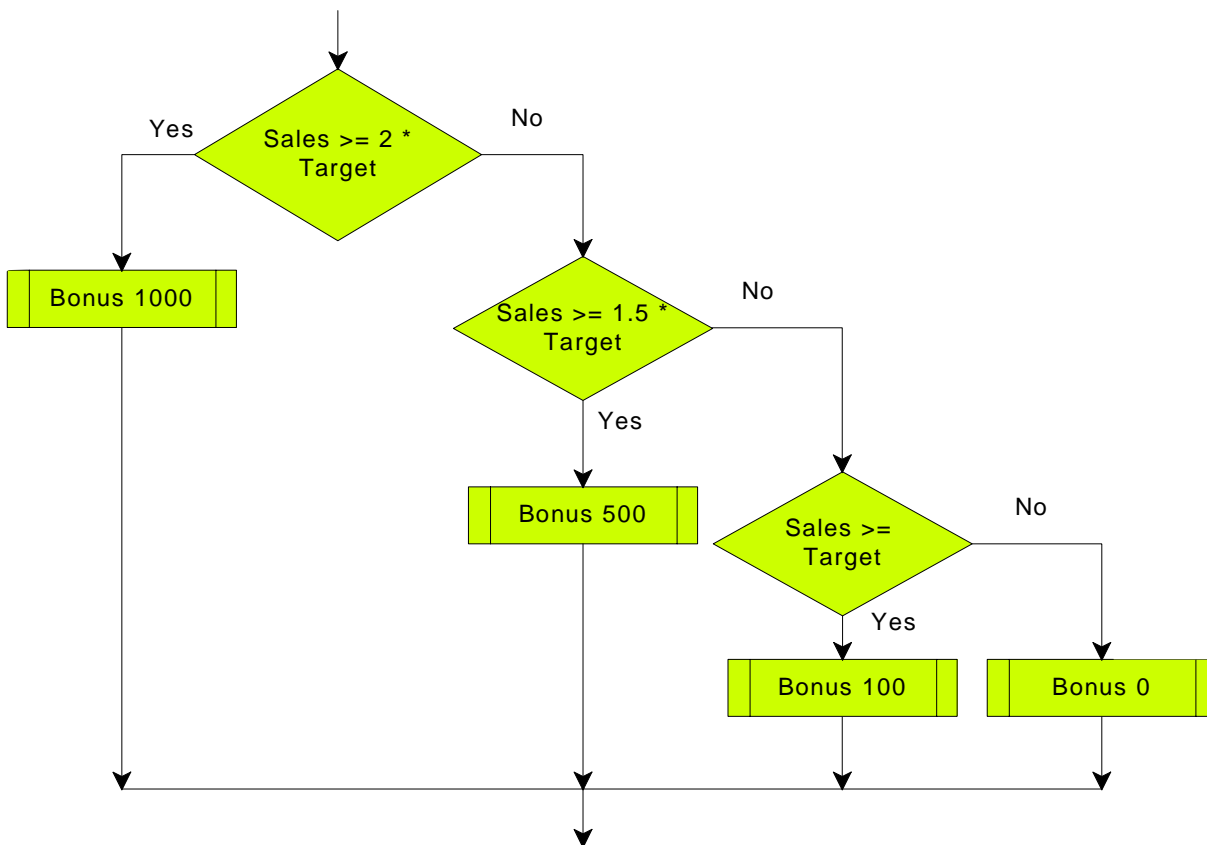 Yes
No
Sales >= 2 *
Target
Bonus 1000
No
Sales >= 1.5 *
Target
Yes
Bonus 500
No
Sales >=
Target
Yes
Bonus 100
Bonus 0